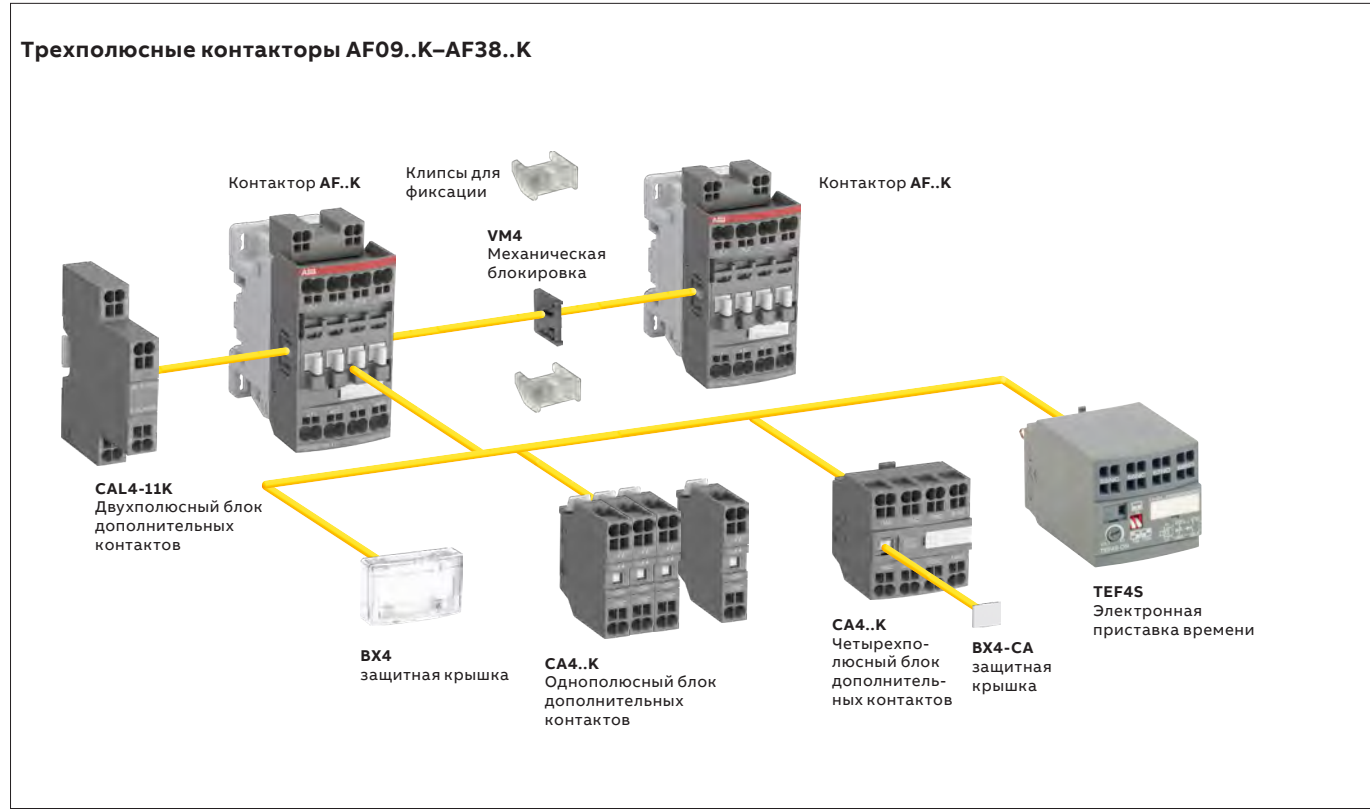 Трехполюсные контакторы AF09..K–AF38..K
Контактор AF..K
Клипсы для
фиксации
Контактор AF..K
VM4
Механическая
блокировка
ABB
ABB
CAL4-11K
Двухполюсный блок
дополнительных
контактов
BX4
защитная крышка
CA4..K
Однополюсный блок
дополнительных
контактов
CA4..K
Четырехпо-
люсный блок
дополнитель-
ных контактов
BX4-CA
защитная
крышка
TEF4S
Электронная
приставка времени